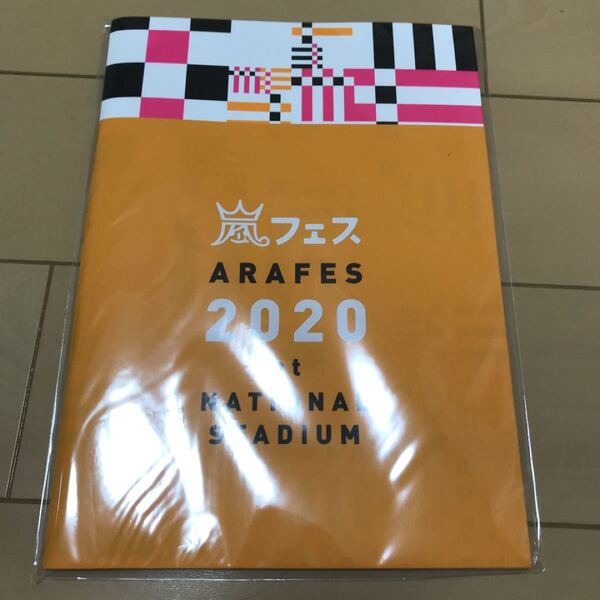 嵐フェス
ARAFES
2020
at
NATIONAL
STADIUM